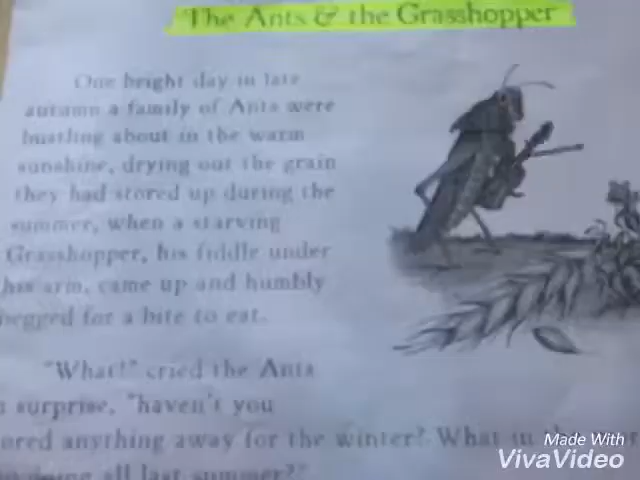 The Ants & the Grasshopper
One bright day in late
autumn a family of Ants were
bustling about in the warm
sunshine, drying out the grain
they had stored up during the
summer, when a starving
Grasshopper, his fiddle under
his arm, came up and humbly
begged for a bite to eat.
"What!" cried the Ants
surprise, "haven't you
ored anything away for the winter? What in the
all last summer?"
Made With
VivaVideo